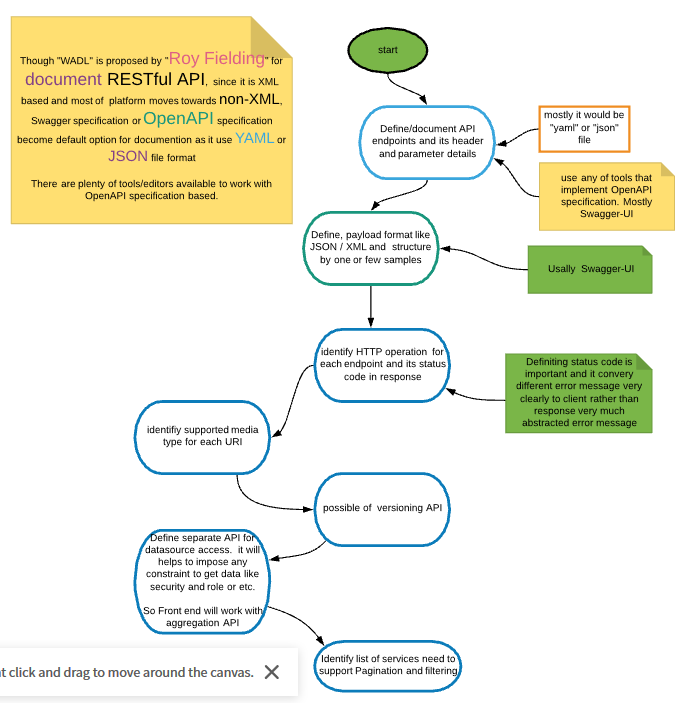 Though "WADL" is proposed by "Roy Fielding" for
document RESTful API, since it is XML
based and most of platform moves towards non-XML,
Swagger specification or OpenAPI specification
become default option for documention as it use YAML or
JSON file format
There are plenty of tools/editors available to work with
OpenAPI specification based.
start
Define/document API
endpoints and its header
and parameter details
mostly it would be
"yaml" or "json"
file
use any of tools that
implement OpenAPI
specification. Mostly
Swagger-UI
Define, payload format like
JSON / XML and structure
by one or few samples
Usally Swagger-UI
identify HTTP operation for
each endpoint and its status
code in response
Definiting status code is
important and it convery
different error message very
clearly to client rather than
response very much
abstracted error message
identifiy supported media
type for each URI
possible of versioning API
Define separate API for
datasource access. it will
helps to impose any
constraint to get data like
security and role or etc.
So Front end will work with
aggregation API
Identify list of services need to
support Pagination and filtering
t click and drag to move around the canvas.